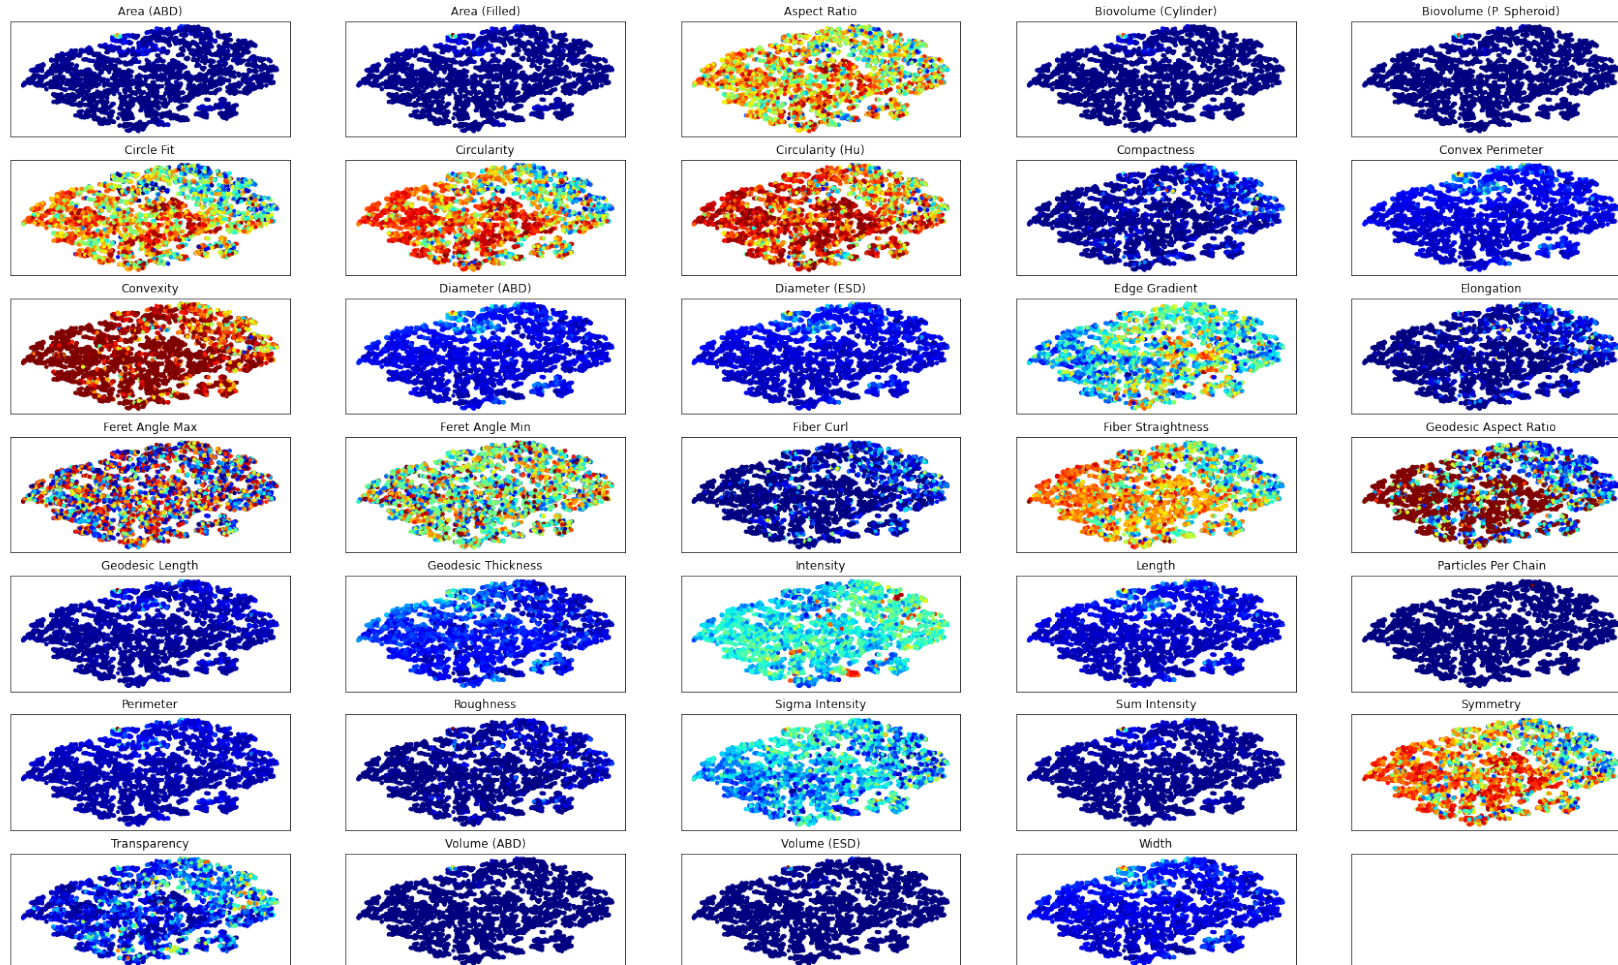 Area (ABD)
Area (Filled)
Aspect Ratio
Biovolume (Cylinder)
Biovolume (P. Spheroid)
Circle Fit
Circularity
Circularity (Hu)
Compactness
Convex Perimeter
Convexity
Diameter (ABD)
Diameter (ESD)
Edge Gradient
Elongation
Feret Angle Max
Feret Angle Min
Fiber Curl
Fiber Straightness
Geodesic Aspect Ratio
Geodesic Length
Geodesic Thickness
Intensity
Length
Particles Per Chain
Perimeter
Roughness
Sigma Intensity
Sum Intensity
Symmetry
Transparency
Volume (ABD)
Volume (ESD)
Width